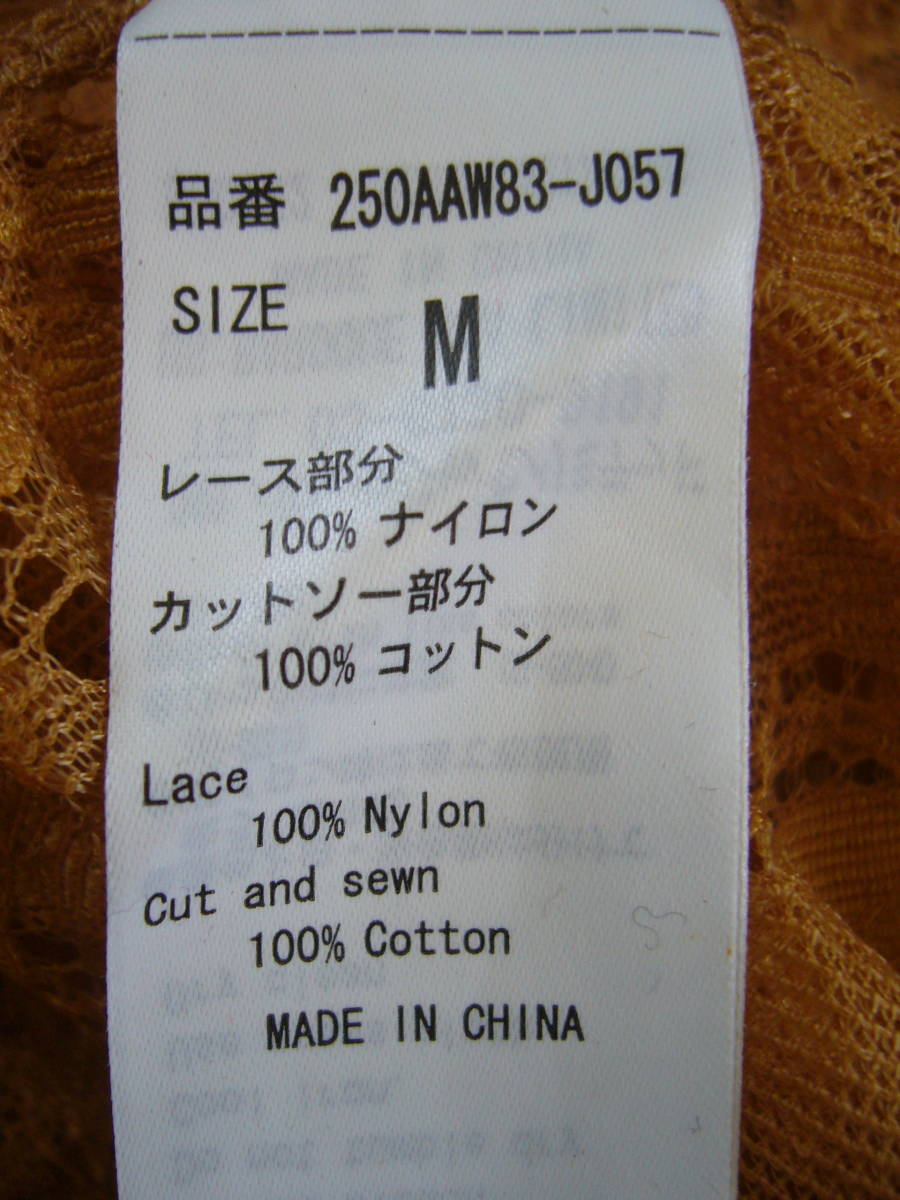 品番 250AAW83-J057
SIZE M
レース部分
100% ナイロン
カットソー部分
100% コットン
Lace
100% Nylon
Cut and sewn
100% Cotton
MADE IN CHINA